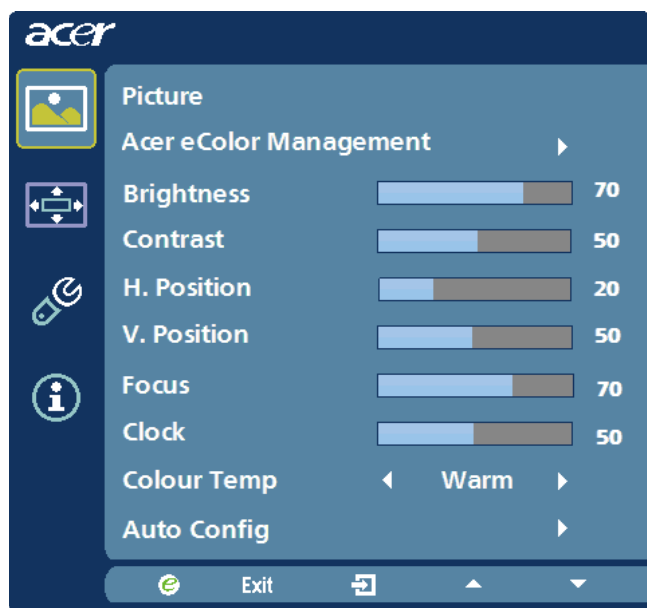 acer
Picture
Acer eColor Management
Brightness 70
Contrast 50
H. Position 20
V. Position 50
Focus 70
Clock 50
Colour Temp Warm
Auto Config
e Exit